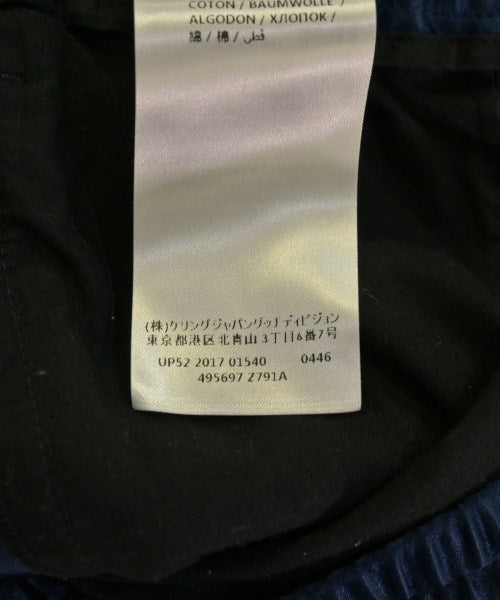 COTON / BAUMWOLLE /
ALGODON / ХЛОПОК /
綿 / 棉 / قطن /
(株)ケリングジャパングッチディビジョン
東京都港区北青山3丁目6番7号
UP52 2017 01540 0446
495697 Z791A